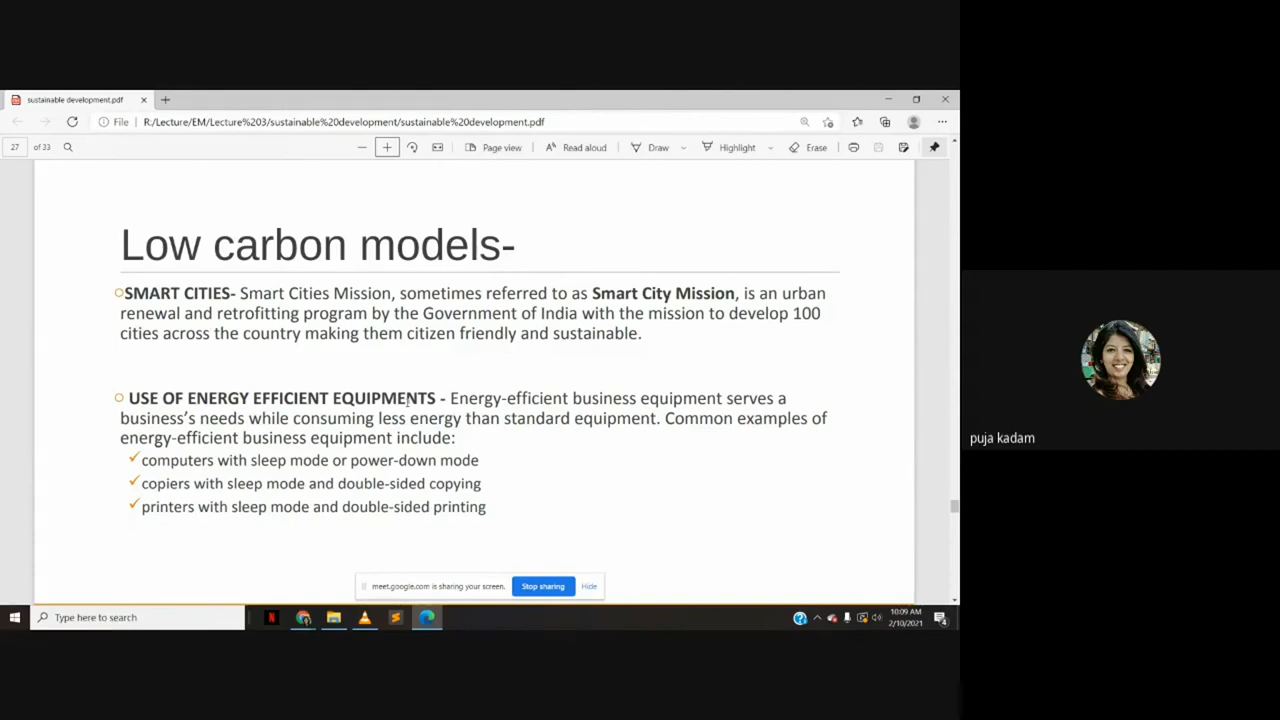 sustainable development.pdf
File | R:/Lecture/EM/Lecture%203/sustainable%20development/sustainable%20development.pdf
27 of 33 Page view Read aloud Draw Highlight Erase
Low carbon models-
SMART CITIES- Smart Cities Mission, sometimes referred to as Smart City Mission, is an urban
renewal and retrofitting program by the Government of India with the mission to develop 100
cities across the country making them citizen friendly and sustainable.
USE OF ENERGY EFFICIENT EQUIPMENTS - Energy-efficient business equipment serves a
business's needs while consuming less energy than standard equipment. Common examples of
energy-efficient business equipment include:
computers with sleep mode or power-down mode
copiers with sleep mode and double-sided copying
printers with sleep mode and double-sided printing
meet.google.com is sharing your screen. Stop sharing Hide
Type here to search
10:09 AM
2/10/2021
4
puja kadam